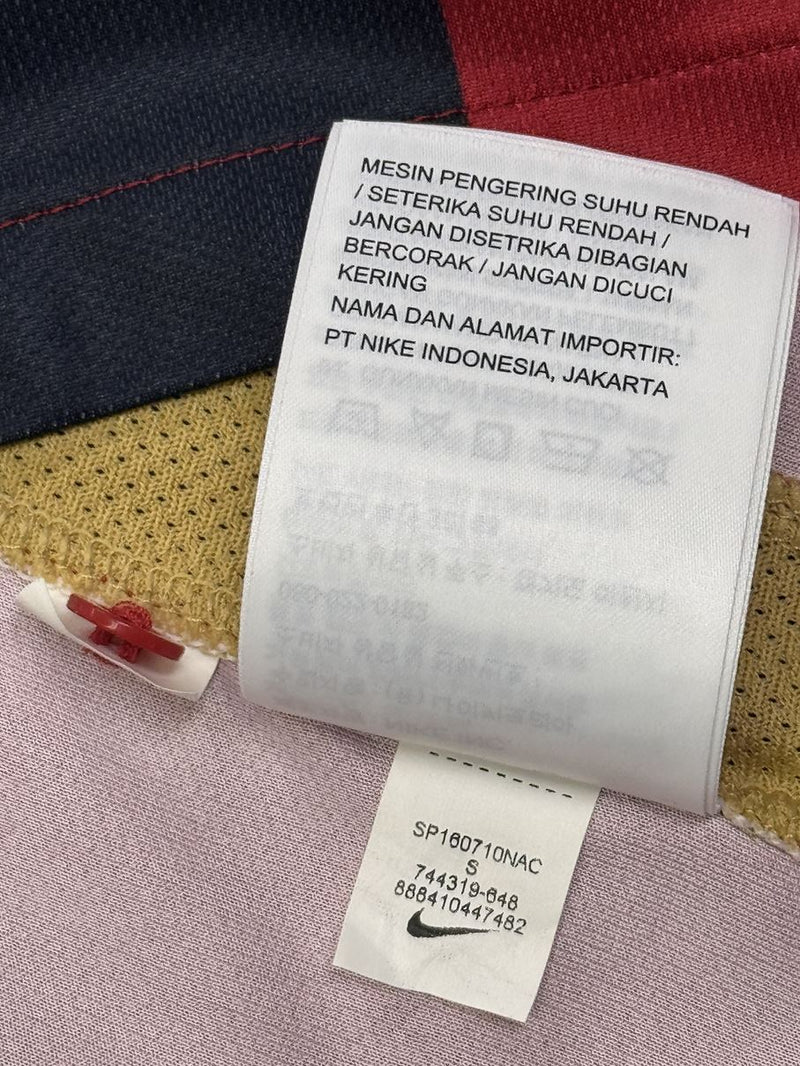 MESIN PENGERING SUHU RENDAH
/ SETERIKA SUHU RENDAH /
JANGAN DISETRIKA DIBAGIAN
BERCORAK / JANGAN DICUCI
KERING
NAMA DAN ALAMAT IMPORTIR:
PT NIKE INDONESIA, JAKARTA
SP160710NAC
S
744319-648
888410447482